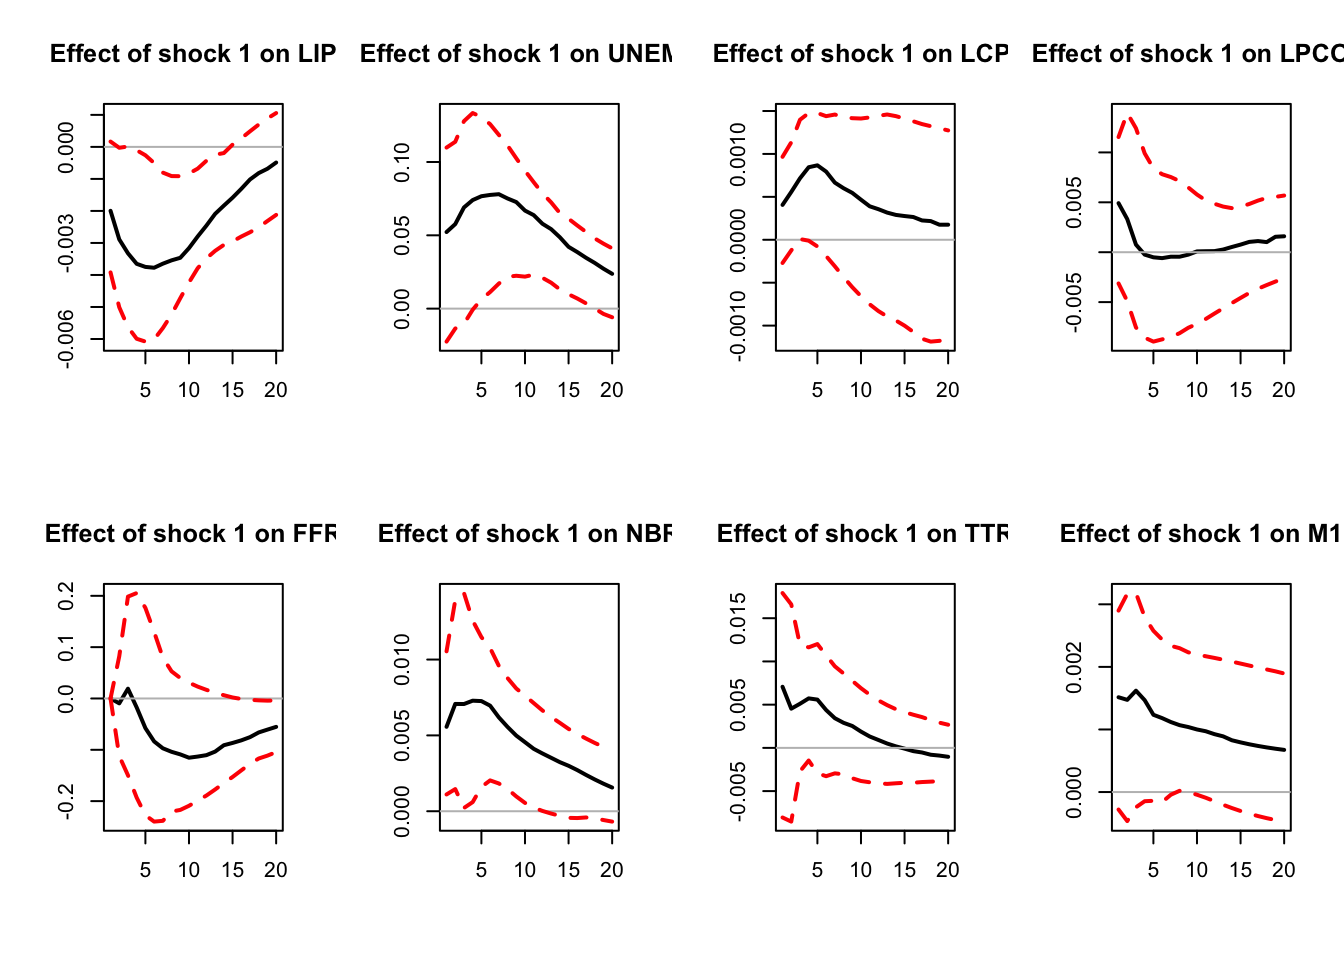 Effect of shock 1 on LIP
Effect of shock 1 on UNEM
Effect of shock 1 on LCP
Effect of shock 1 on LPCO
0.000
-0.003
-0.006
5 10 15 20
0.10
0.05
0.00
5 10 15 20
0.0010
0.0000
-0.0010
5 10 15 20
0.005
-0.005
5 10 15 20
Effect of shock 1 on FFR
Effect of shock 1 on NBR
Effect of shock 1 on TTR
Effect of shock 1 on M1
0.2
0.1
0.0
-0.2
5 10 15 20
0.010
0.005
0.000
5 10 15 20
0.015
0.005
-0.005
5 10 15 20
0.002
0.000
5 10 15 20